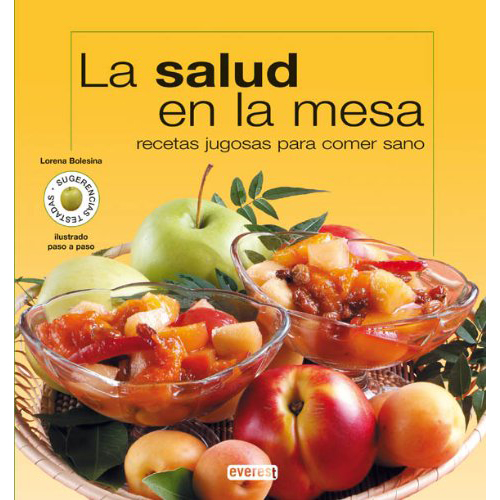 La salud
en la mesa
recetas jugosas para comer sano
Lorena Bolesina
SUGERENCIAS TESTADAS ·
ilustrado
paso a paso
everest